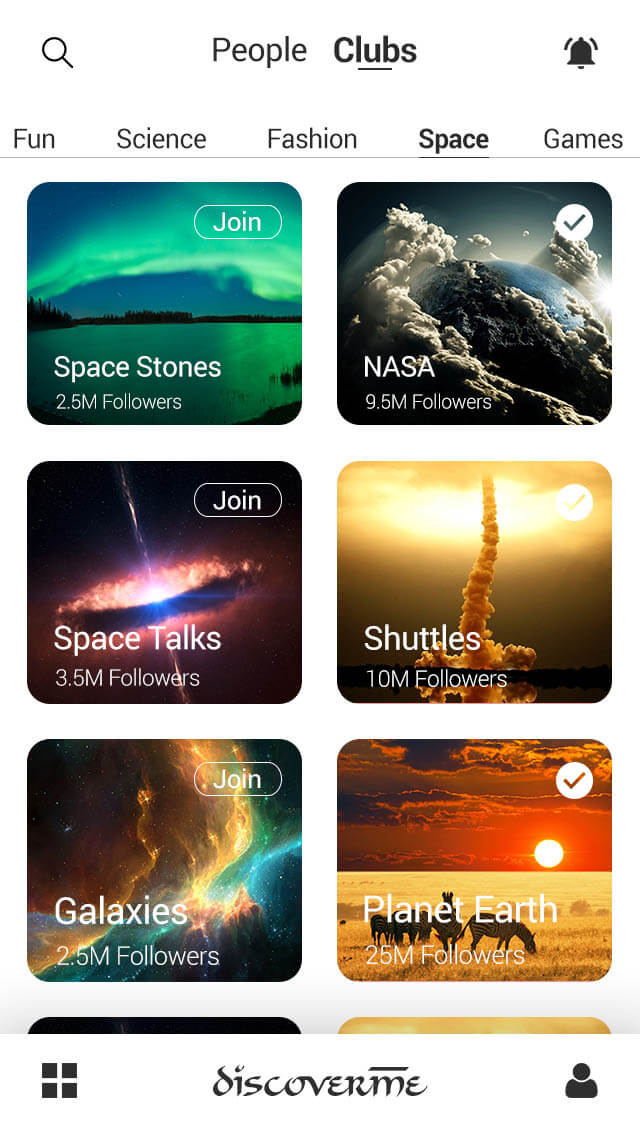 People Clubs
Fun Science Fashion Space Games
Join
Space Stones
2.5M Followers
NASA
9.5M Followers
Join
Space Talks
3.5M Followers
Shuttles
10M Followers
Join
Galaxies
2.5M Followers
Planet Earth
25M Followers
discoverme